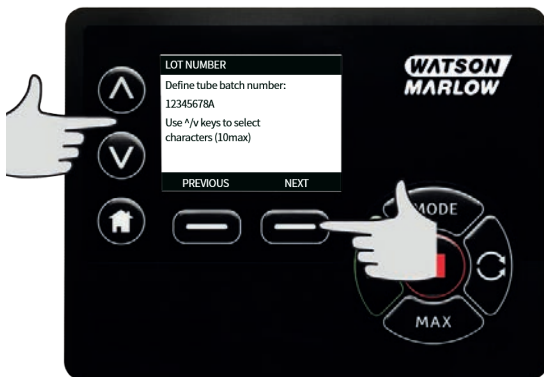 LOT NUMBER
Define tube batch number:
12345678A
Use ^/v keys to select
characters (10max)
PREVIOUS NEXT
WATSON
MARLOW
MODE
MAX